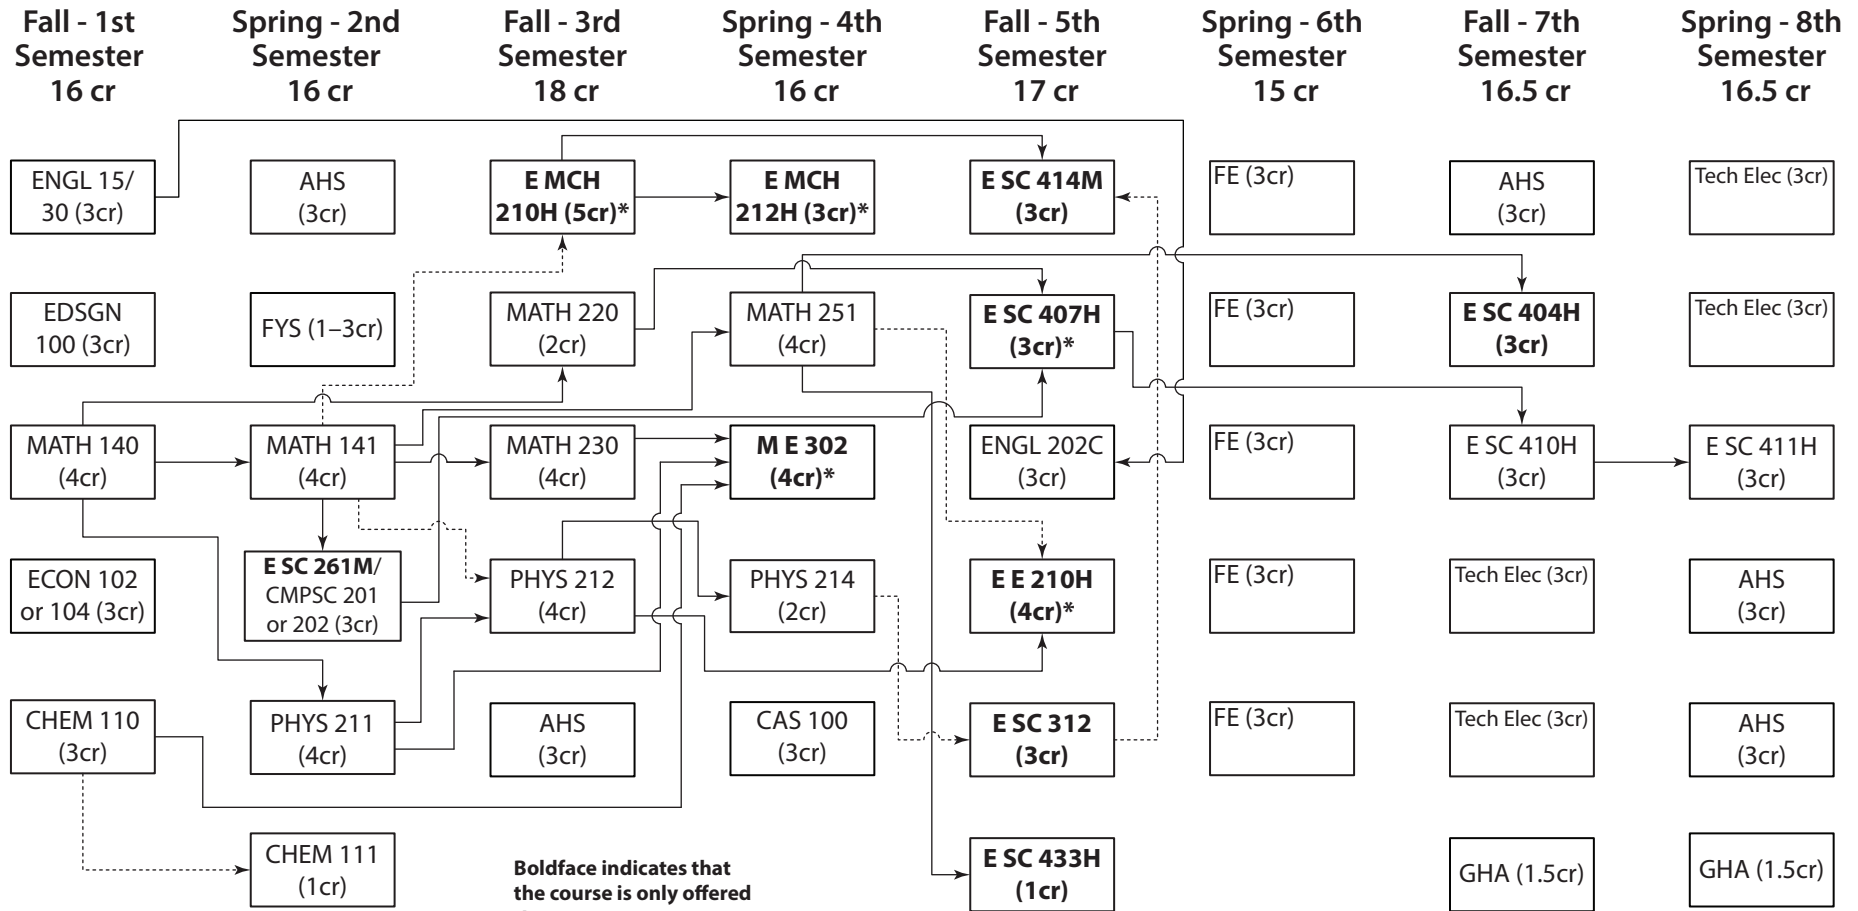 Fall - 1st
Semester
16 cr
Spring - 2nd
Semester
16 cr
Fall - 3rd
Semester
18 cr
Spring - 4th
Semester
16 cr
Fall - 5th
Semester
17 cr
Spring - 6th
Semester
15 cr
Fall - 7th
Semester
16.5 cr
Spring - 8th
Semester
16.5 cr
ENGL 15/
30 (3cr)
AHS
(3cr)
E MCH
210H (5cr)*
E MCH
212H (3cr)*
E SC 414M
(3cr)
FE (3cr)
AHS
(3cr)
Tech Elec (3cr)
EDSGN
100 (3cr)
FYS (1–3cr)
MATH 220
(2cr)
MATH 251
(4cr)
E SC 407H
(3cr)*
FE (3cr)
E SC 404H
(3cr)
Tech Elec (3cr)
MATH 140
(4cr)
MATH 141
(4cr)
MATH 230
(4cr)
M E 302
(4cr)*
ENGL 202C
(3cr)
FE (3cr)
E SC 410H
(3cr)
E SC 411H
(3cr)
ECON 102
or 104 (3cr)
E SC 261M/
CMPSC 201
or 202 (3cr)
PHYS 212
(4cr)
PHYS 214
(2cr)
E E 210H
(4cr)*
FE (3cr)
Tech Elec (3cr)
AHS
(3cr)
CHEM 110
(3cr)
PHYS 211
(4cr)
AHS
(3cr)
CAS 100
(3cr)
E SC 312
(3cr)
FE (3cr)
Tech Elec (3cr)
AHS
(3cr)
CHEM 111
(1cr)
Boldface indicates that
the course is only offered
E SC 433H
(1cr)
GHA (1.5cr)
GHA (1.5cr)